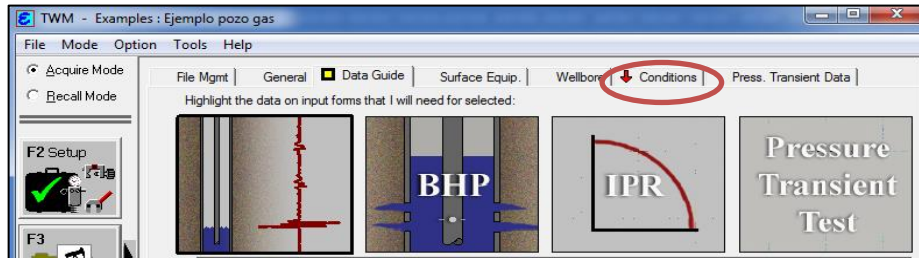 TWM - Examples : Ejemplo pozo gas
File Mode Option Tools Help
Acquire Mode
Recall Mode
File Mgmt General Data Guide Surface Equip. Wellbore Conditions Press. Transient Data
Highlight the data on input forms that I will need for selected:
F2 Setup
F3
BHP
IPR
Pressure
Transient
Test